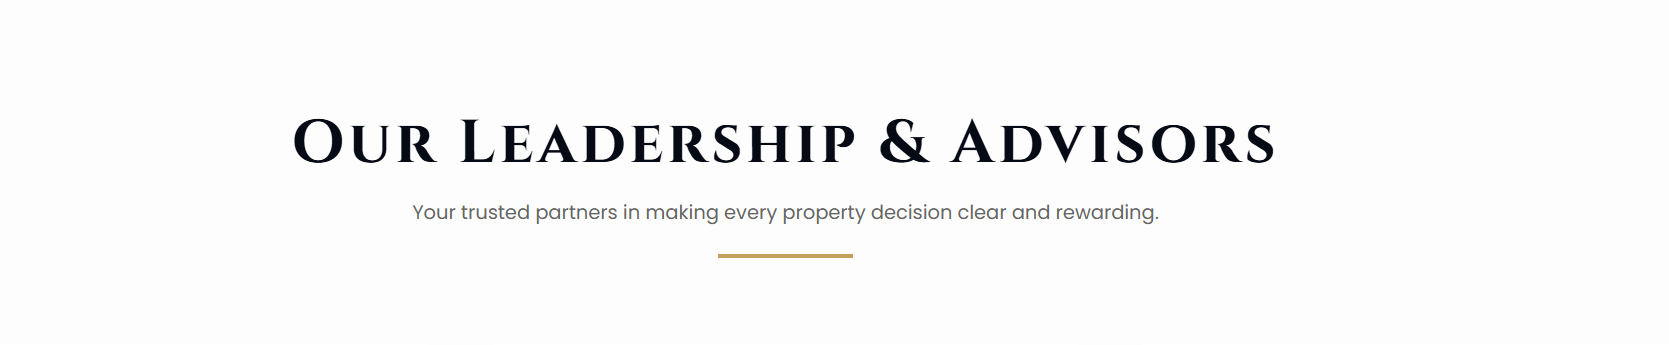 Our Leadership & Advisors
Your trusted partners in making every property decision clear and rewarding.